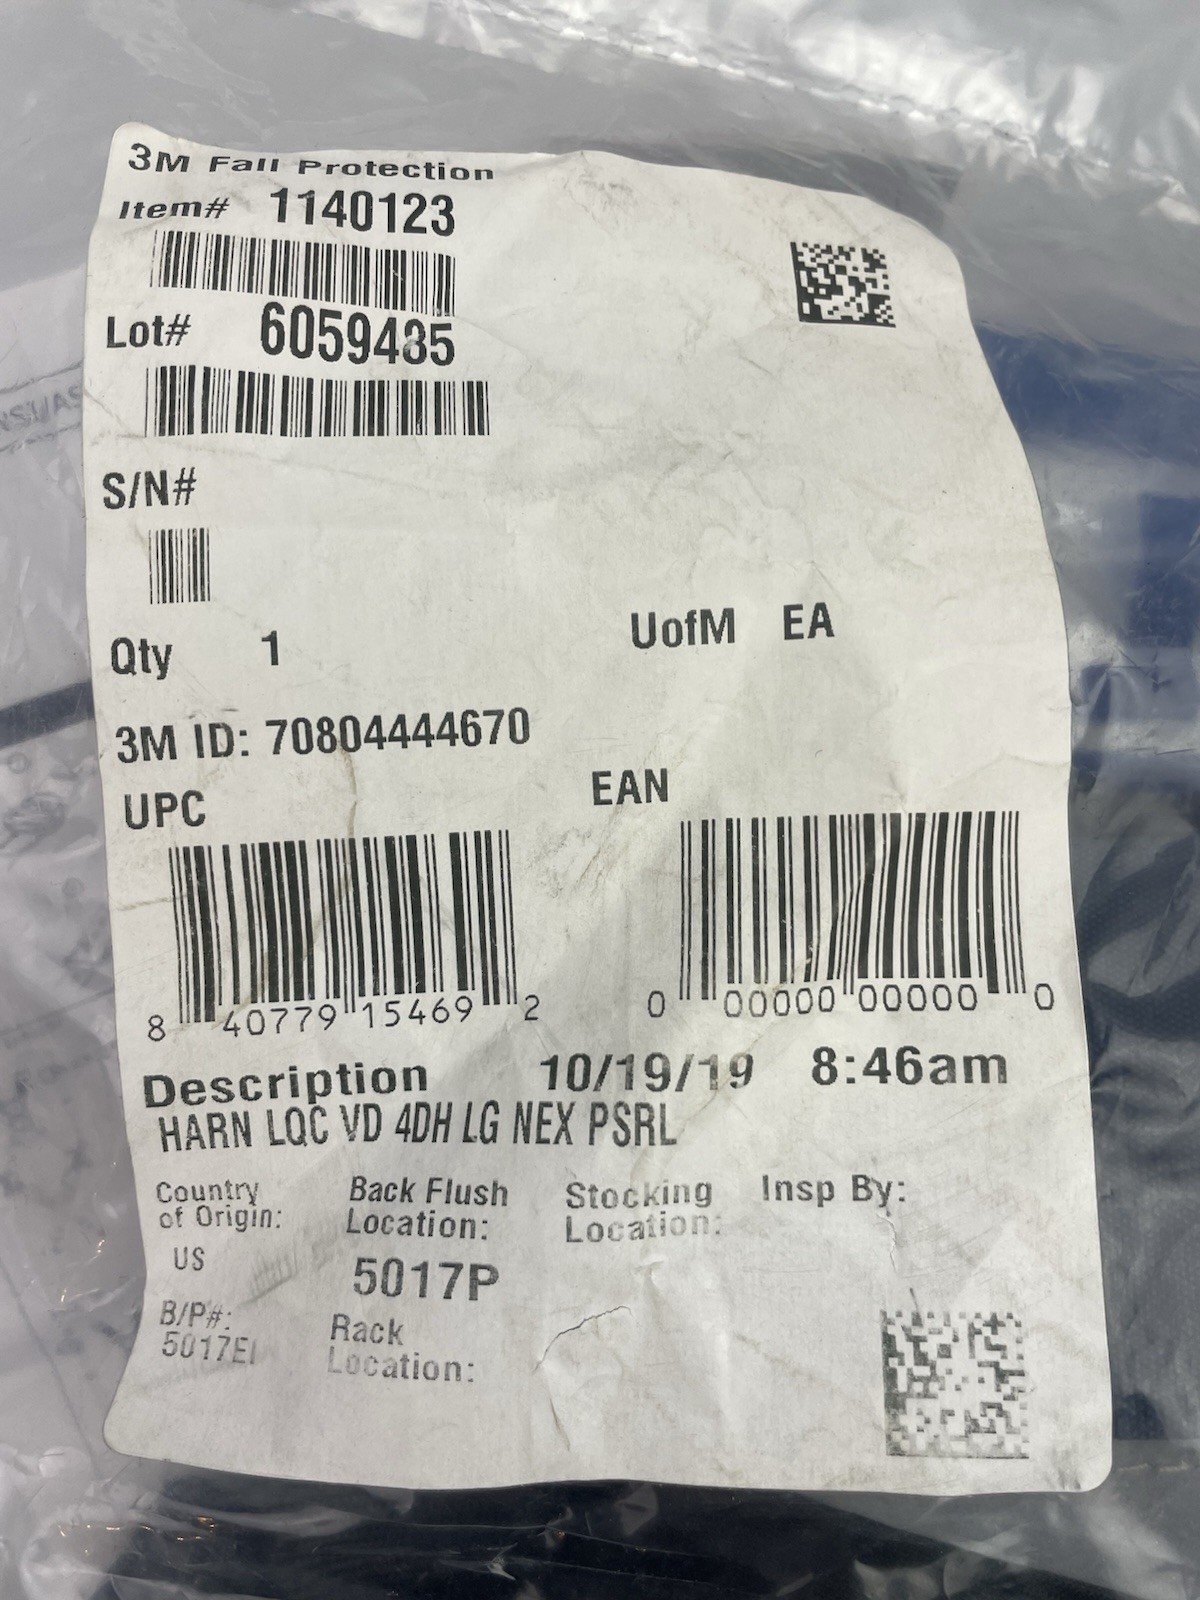 3M Fall Protection
Item# 1140123
Lot# 6059485
S/N#
Qty 1 UofM EA
3M ID: 70804444670
UPC EAN
8 40779 15469 2 0 00000 00000 0
Description 10/19/19 8:46am
HARN LQC VD 4DH LG NEX PSRL
Country of Origin:
US
Back Flush Location:
5017P
Stocking Location:
Insp By:
B/P#:
5017EI
Rack Location: